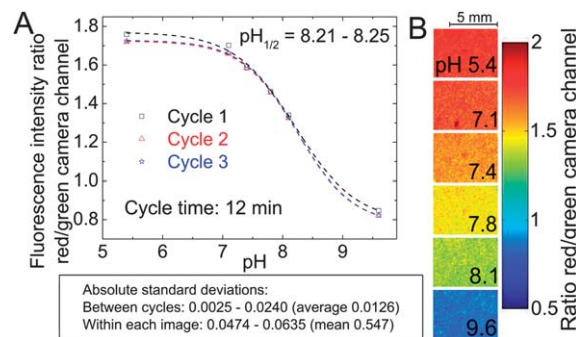 A
Fluorescence intensity ratio
red/green camera channel
1.8
1.6
1.4
1.2
1.0
0.8
pH1/2 = 8.21 - 8.25
Cycle 1
Cycle 2
Cycle 3
Cycle time: 12 min
5 6 7 8 9 10
pH
Absolute standard deviations:
Between cycles: 0.0025 - 0.0240 (average 0.0126)
Within each image: 0.0474 - 0.0635 (mean 0.547)
B
5 mm
pH 5.4
7.1
7.4
7.8
8.1
9.6
2
1.5
1
0.5
Ratio red/green camera channel